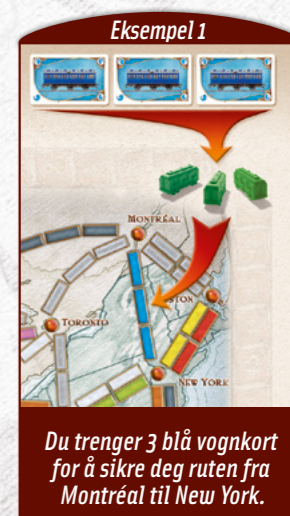 Eksempel 1
MONTRÉAL
STON
TORONTO
NEW YORK
Du trenger 3 blå vognkort
for å sikre deg ruten fra
Montréal til New York.